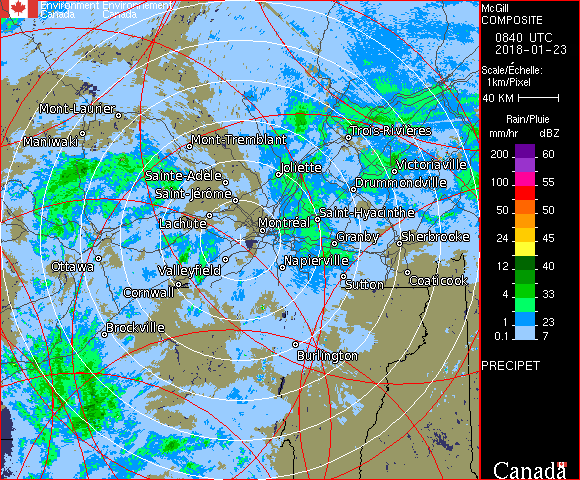 Environment Environnement
Canada Canada
McGill
COMPOSITE
0840 UTC
2018-01-23
Scale/Échelle:
1km/Pixel
40 KM
Rain/Pluie
mm/hr dBZ
200 60
100 55
50 50
24 45
12 40
4 33
1 23
0.1 7
PRECIPET
Canada
Mont-Laurier
Maniwaki
Mont-Tremblant
Trois-Rivières
Joliette
Victoriaville
Sainte-Adèle
Drummondville
Saint-Jérôme
Saint-Hyacinthe
Lachute
Montréal
Granby
Sherbrooke
Ottawa
Valleyfield
Napierville
Cornwall
Sutton
Coaticook
Brockville
Burlington